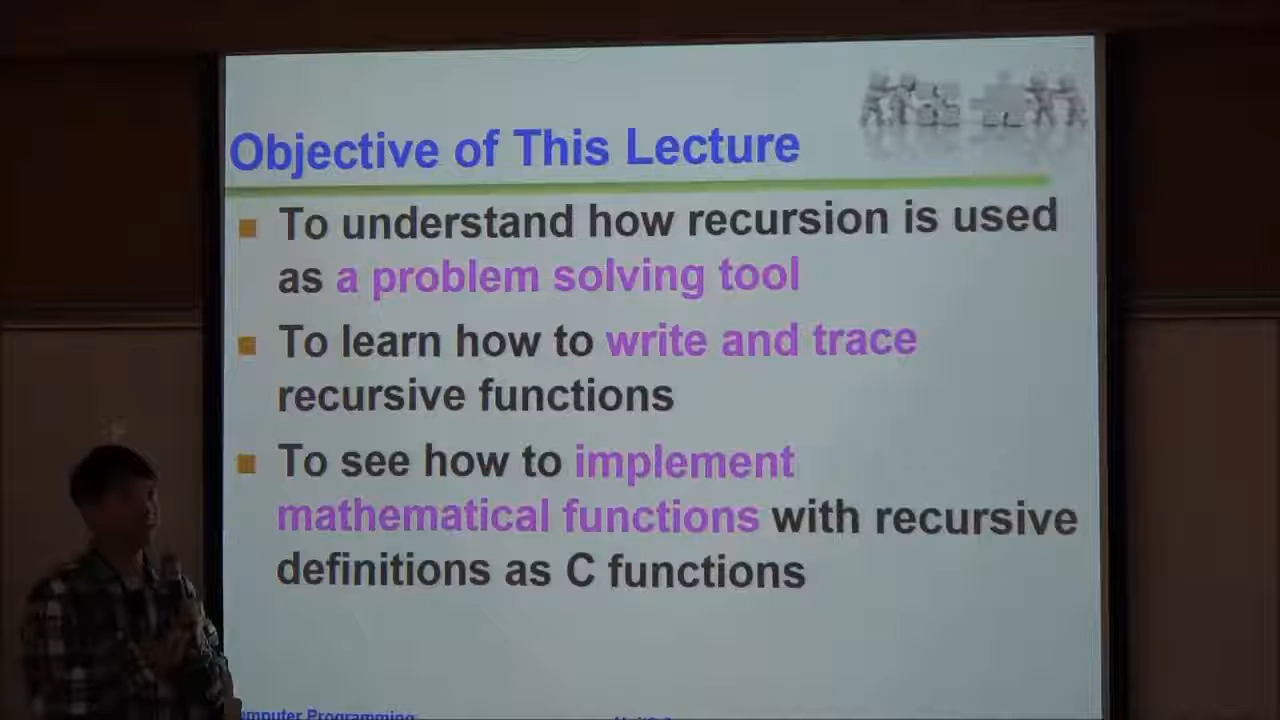 Objective of This Lecture
To understand how recursion is used
as a problem solving tool
To learn how to write and trace
recursive functions
To see how to implement
mathematical functions with recursive
definitions as C functions
Programming